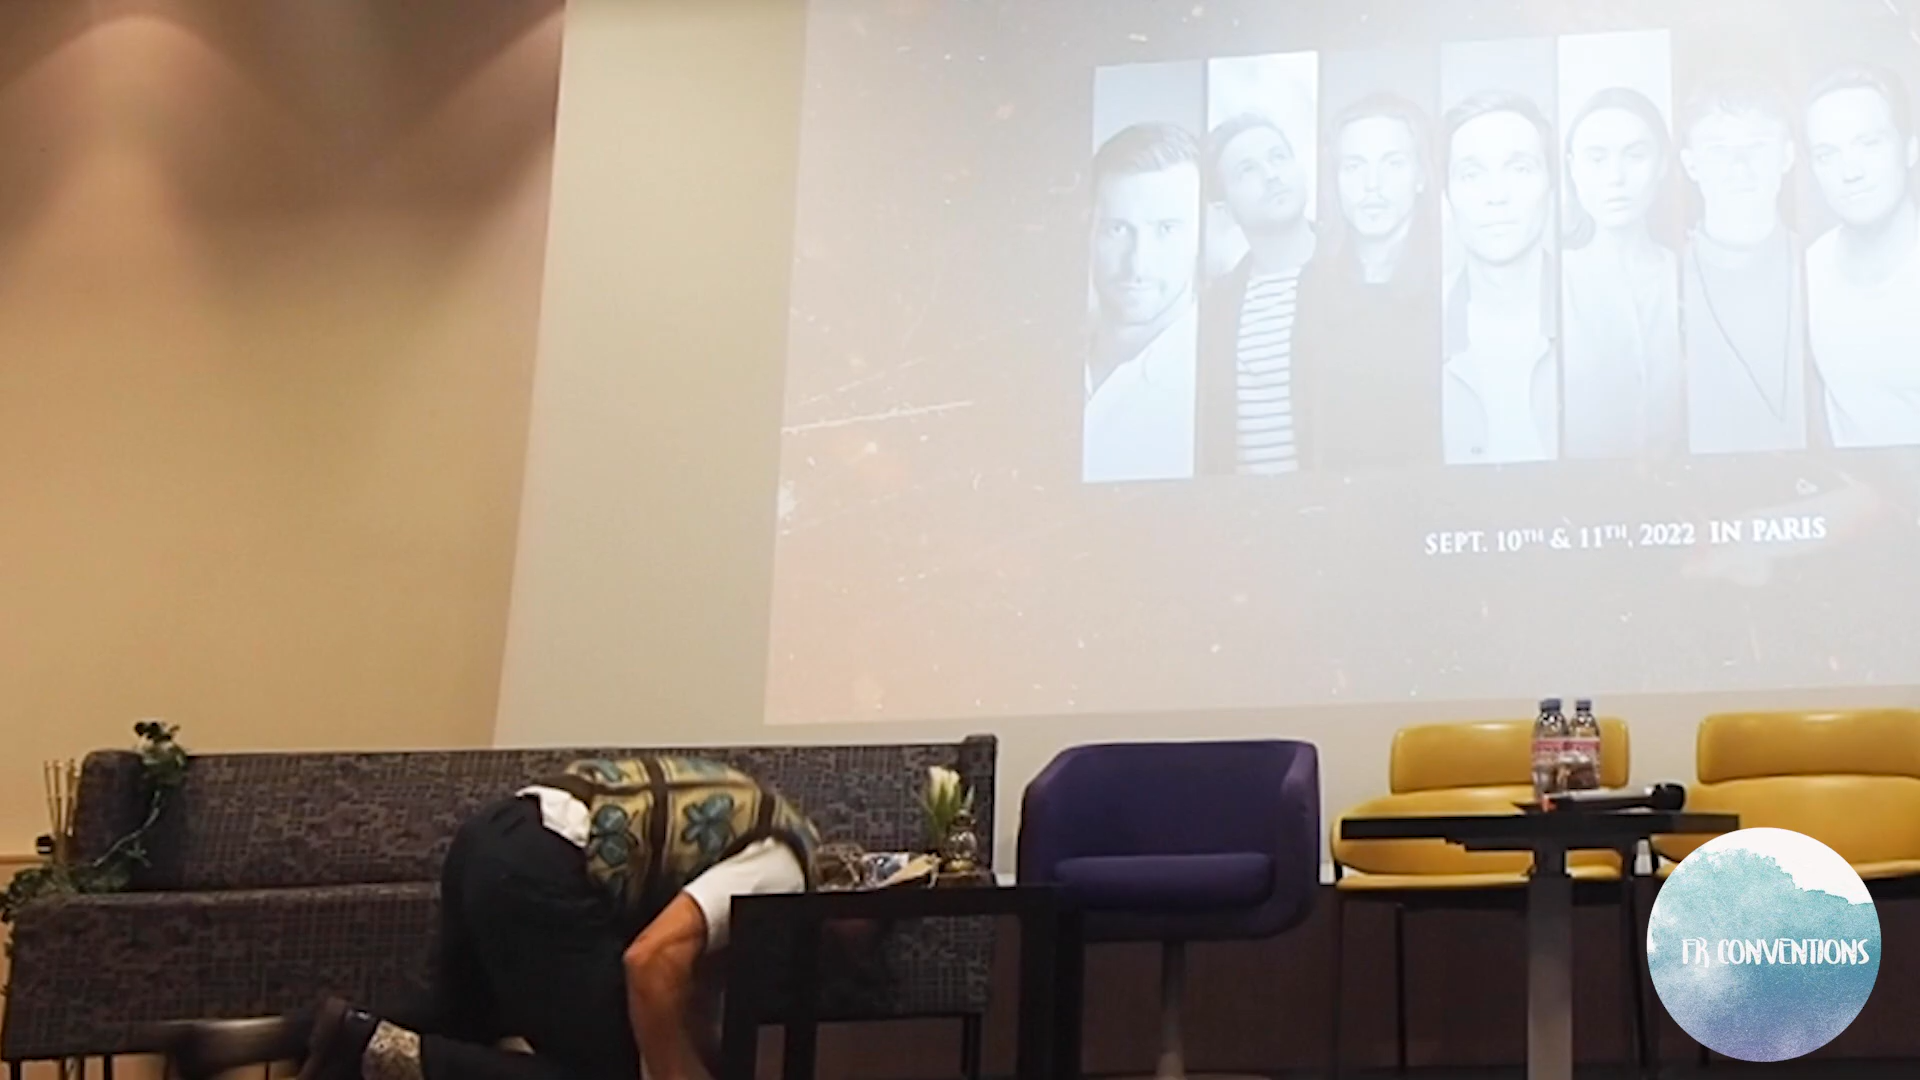 SEPT. 10TH & 11TH, 2022 IN PARIS
FR CONVENTIONS